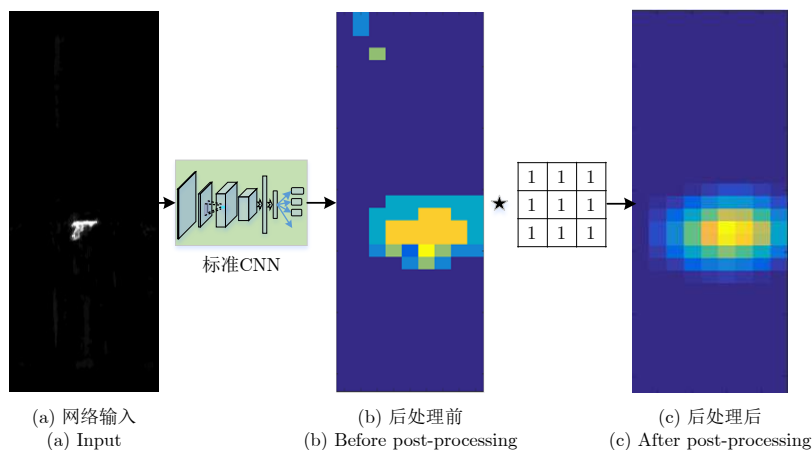 1 1 1
1 1 1
1 1 1
标准CNN
(a) 网络输入
(a) Input
(b) 后处理前
(b) Before post-processing
(c) 后处理后
(c) After post-processing